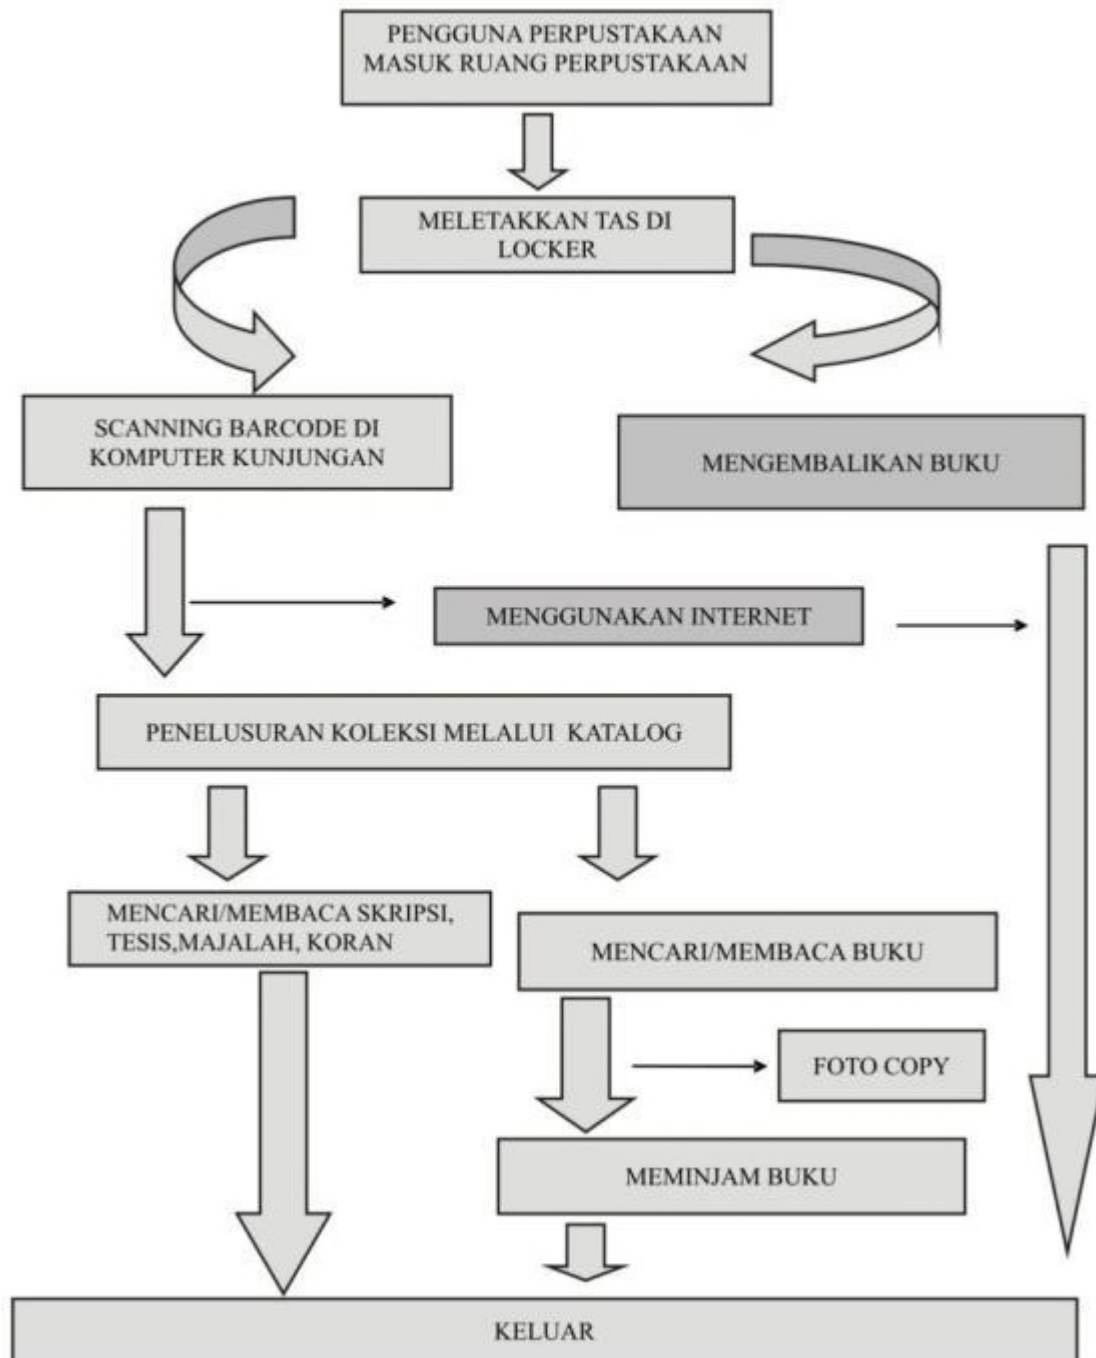 PENGGUNA PERPUSTAKAAN
MASUK RUANG PERPUSTAKAAN
MELETAKKAN TAS DI
LOCKER
SCANNING BARCODE DI
KOMPUTER KUNJUNGAN
MENGEMBALIKAN BUKU
MENGGUNAKAN INTERNET
PENELUSURAN KOLEKSI MELALUI KATALOG
MENCARI/MEMBACA SKRIPSI,
TESIS,MAJALAH, KORAN
MENCARI/MEMBACA BUKU
FOTO COPY
MEMINJAM BUKU
KELUAR